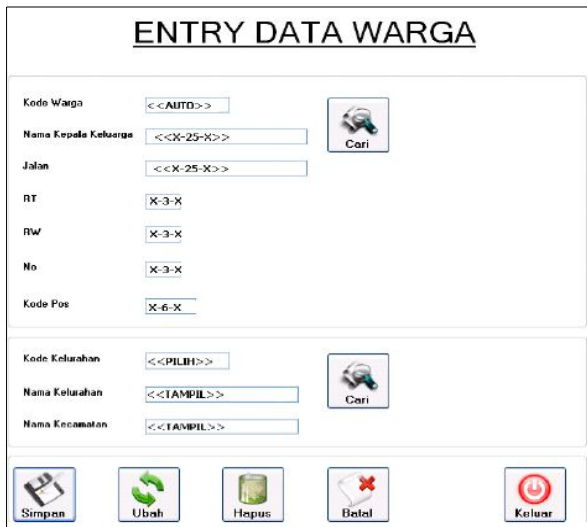 ENTRY DATA WARGA
Kode Warga <<AUTO>>
Nama Kepala Keluarga <<X-25-X>> Cari
Jalan <<X-25-X>>
RT X-3-X
RW X-3-X
No X-3-X
Kode Pos X-6-X
Kode Kelurahan <<PILIH>>
Nama Kelurahan <<TAMPIL>> Cari
Nama Kecamatan <<TAMPIL>>
Simpan Ubah Hapus Batal Keluar